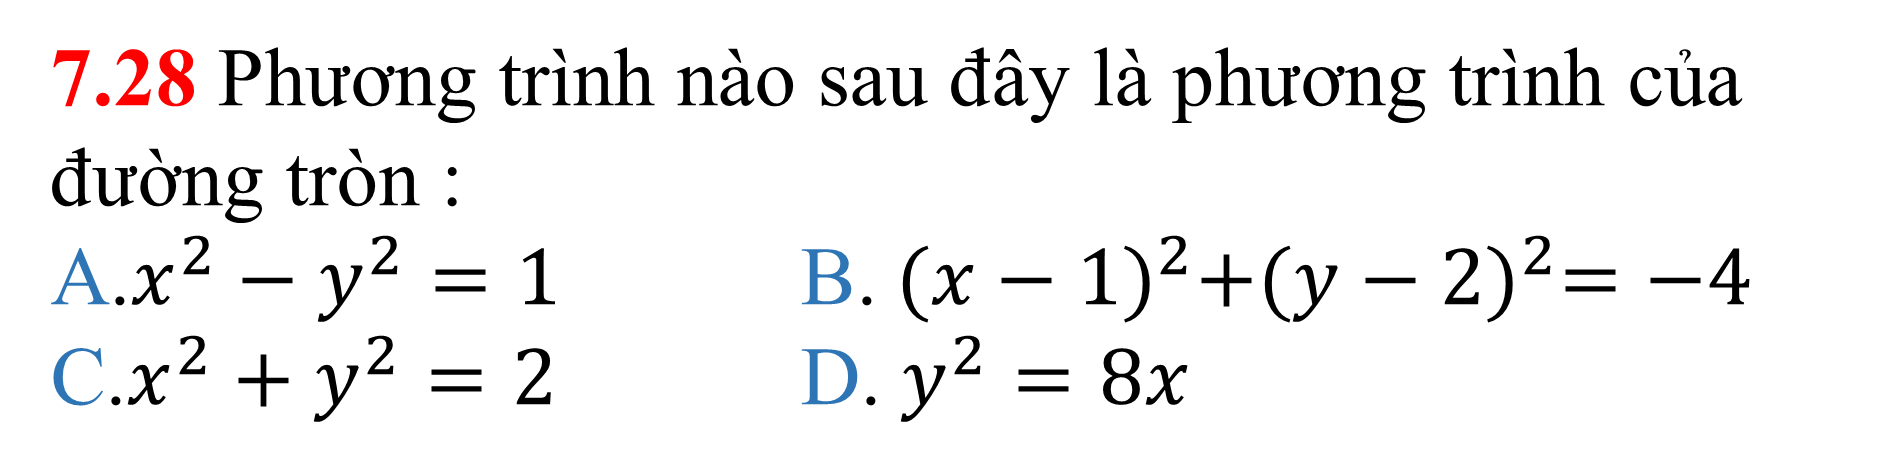 7.28 Phương trình nào sau đây là phương trình của
đường tròn :
A.x² − y² = 1 B. (x − 1)²+(y − 2)²= −4
C.x² + y² = 2 D. y² = 8x